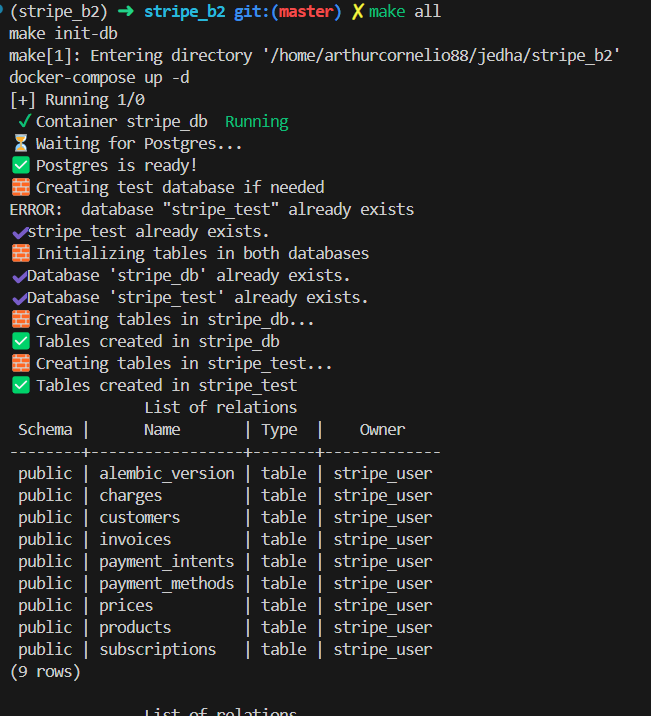 (stripe_b2) ➜ stripe_b2 git:(master) ✗ make all
make init-db
make[1]: Entering directory '/home/arthurcornelio88/jedha/stripe_b2'
docker-compose up -d
[+] Running 1/0
✓ Container stripe_db  Running
⏳ Waiting for Postgres...
✅ Postgres is ready!
🧱 Creating test database if needed
ERROR:  database "stripe_test" already exists
✔stripe_test already exists.
🧱 Initializing tables in both databases
✔Database 'stripe_db' already exists.
✔Database 'stripe_test' already exists.
🧱 Creating tables in stripe_db...
✅ Tables created in stripe_db
🧱 Creating tables in stripe_test...
✅ Tables created in stripe_test
List of relations
 Schema |      Name       | Type  |    Owner
--------+-----------------+-------+-------------
 public | alembic_version | table | stripe_user
 public | charges         | table | stripe_user
 public | customers       | table | stripe_user
 public | invoices        | table | stripe_user
 public | payment_intents | table | stripe_user
 public | payment_methods | table | stripe_user
 public | prices          | table | stripe_user
 public | products        | table | stripe_user
 public | subscriptions   | table | stripe_user
(9 rows)
List of relations